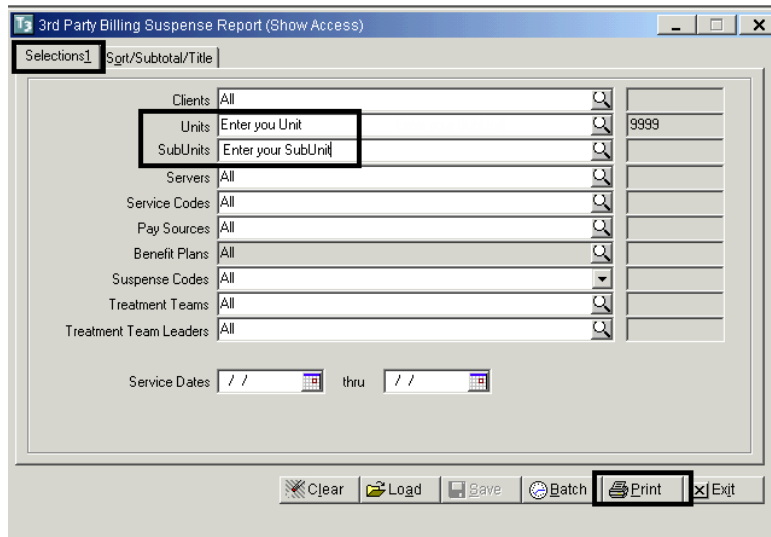 T3 3rd Party Billing Suspense Report (Show Access)
Selections1 Sort/Subtotal/Title
Clients All
Units Enter you Unit 9999
SubUnits Enter your SubUnit
Servers All
Service Codes All
Pay Sources All
Benefit Plans All
Suspense Codes All
Treatment Teams All
Treatment Team Leaders All
Service Dates / / thru / /
Clear Load Save Batch Print Exit